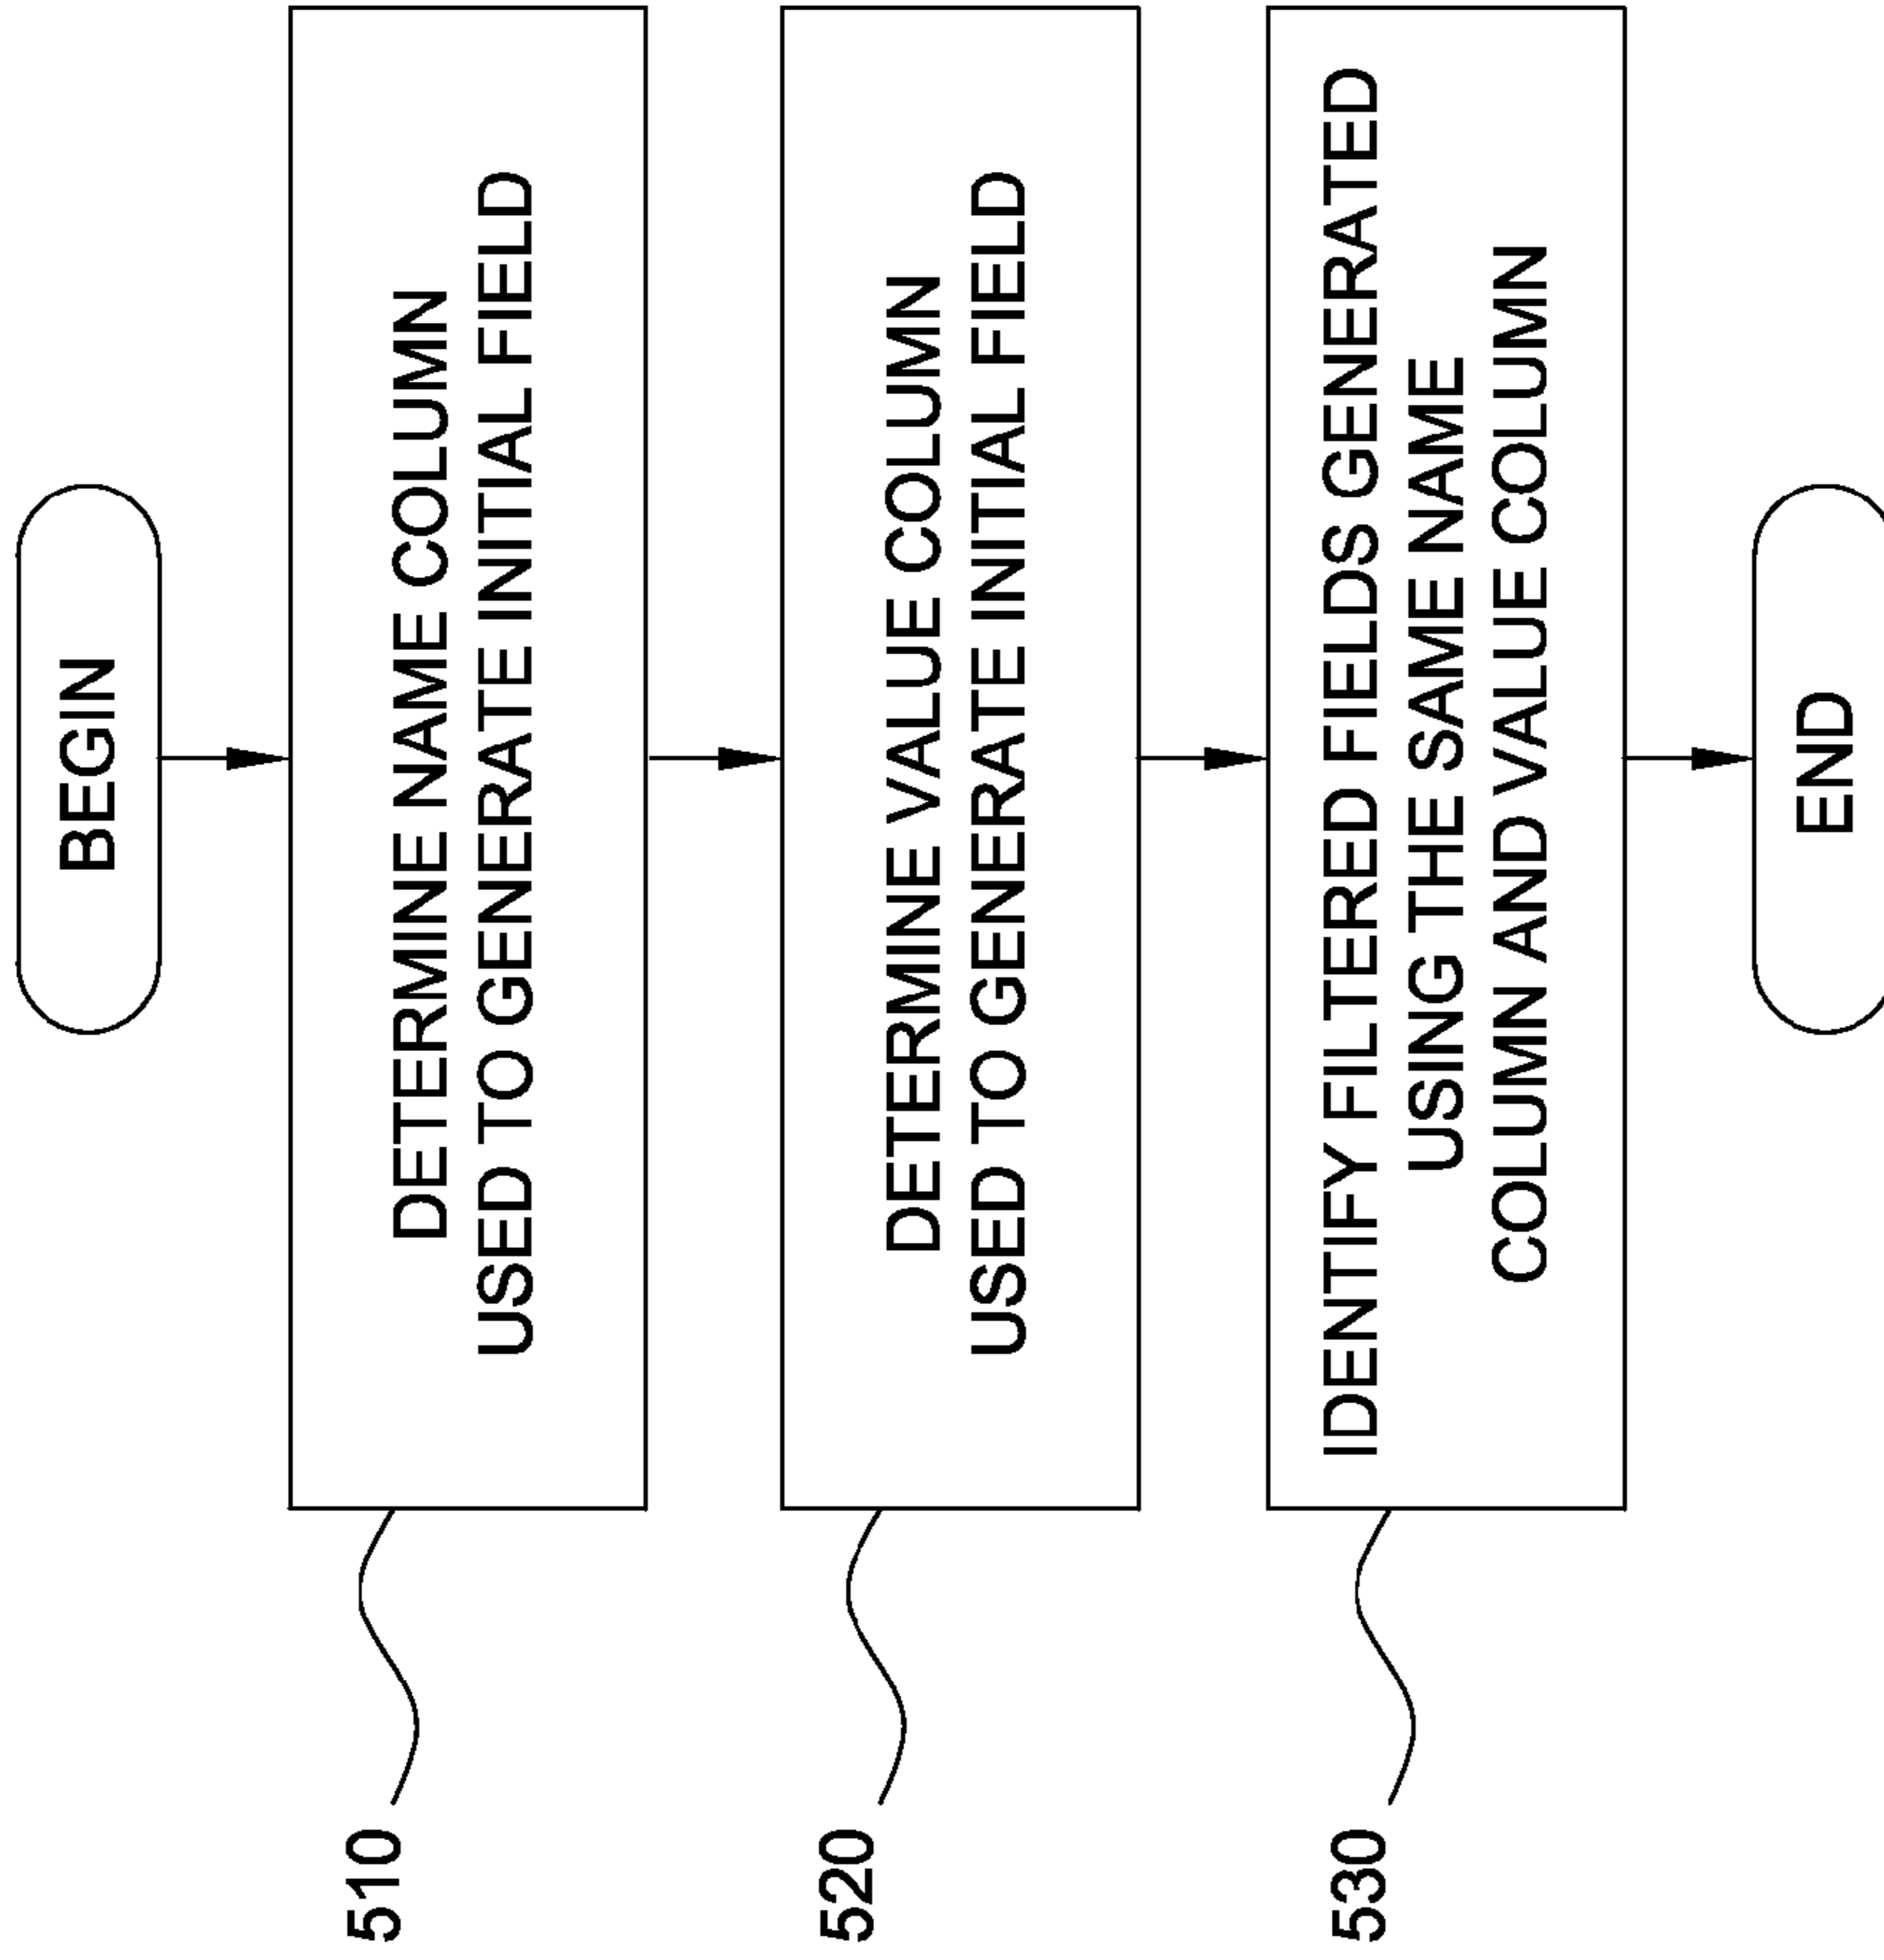 BEGIN
510
DETERMINE NAME COLUMN
USED TO GENERATE INITIAL FIELD
520
DETERMINE VALUE COLUMN
USED TO GENERATE INITIAL FIELD
530
IDENTIFY FILTERED FIELDS GENERATED
USING THE SAME NAME
COLUMN AND VALUE COLUMN
END